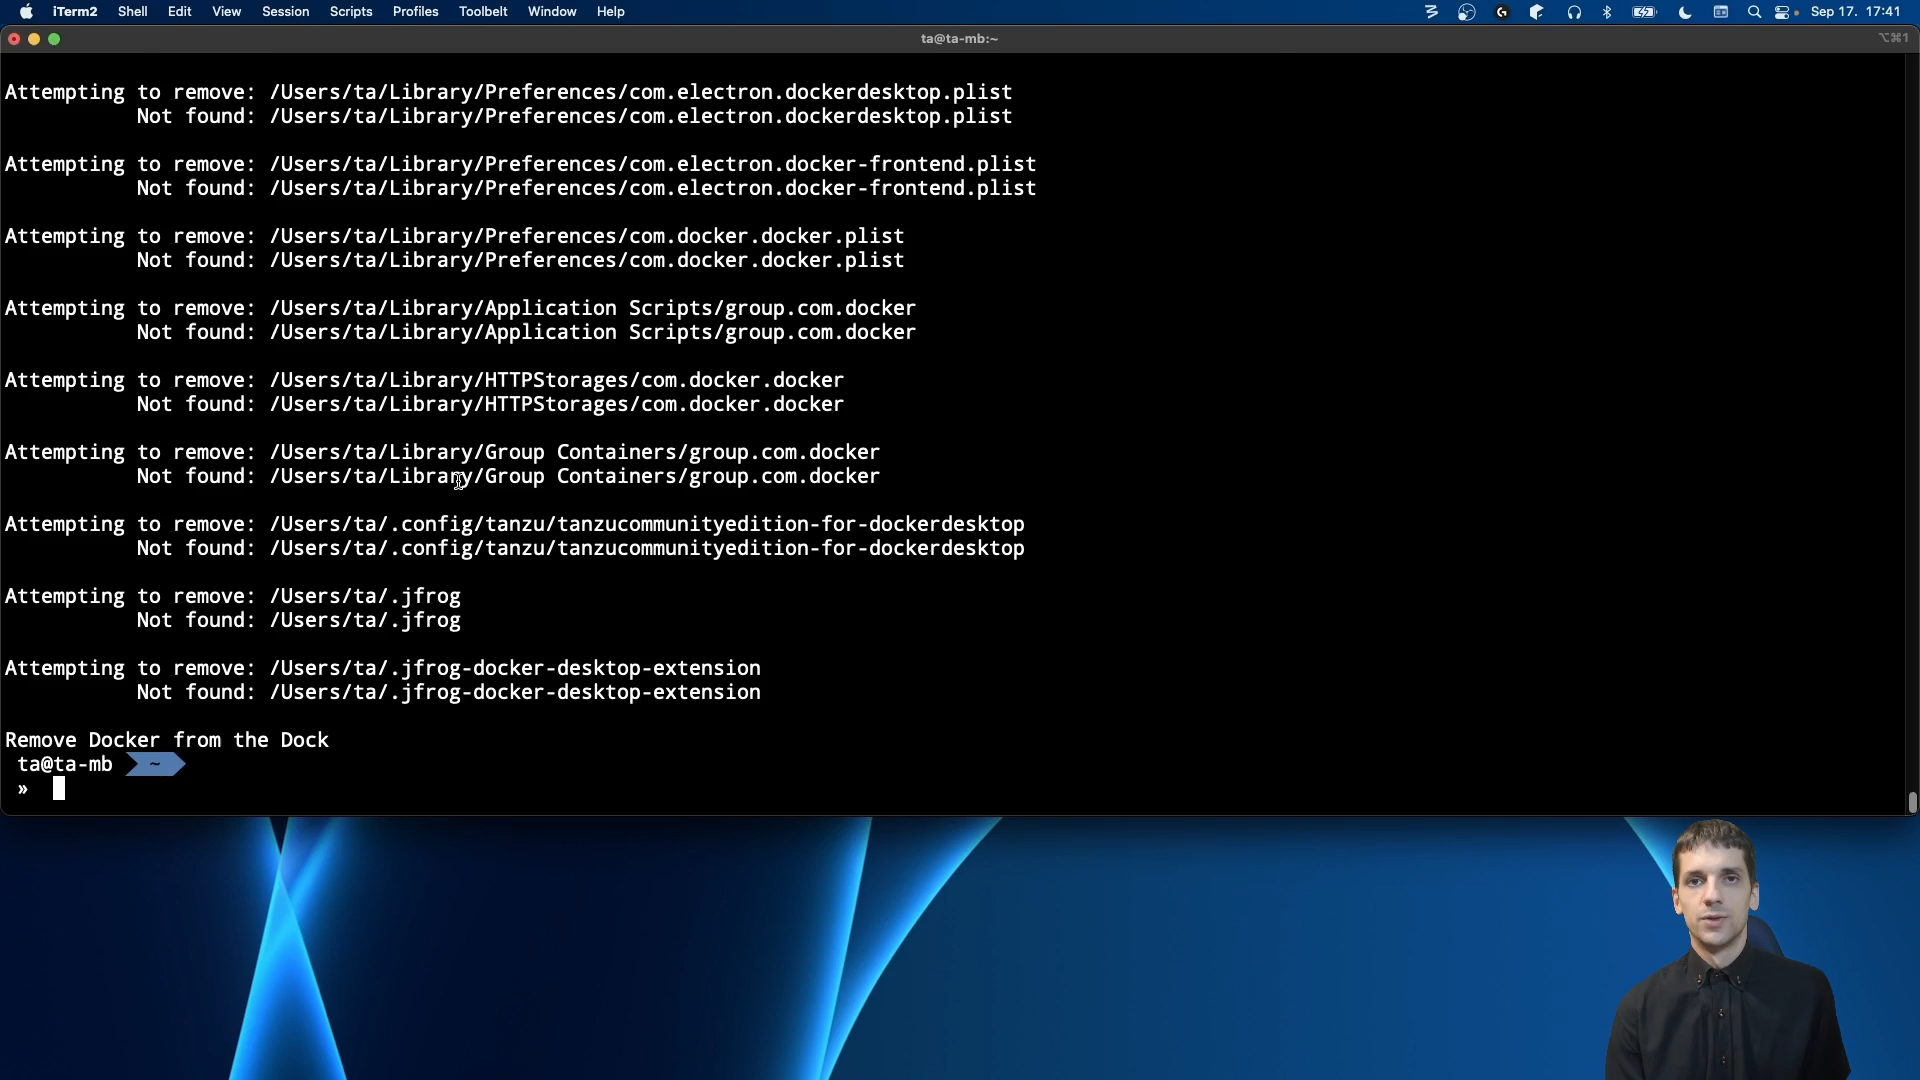 iTerm2 Shell Edit View Session Scripts Profiles Toolbelt Window Help Sep 17. 17:41
ta@ta-mb:~ ⌥⌘1
Attempting to remove: /Users/ta/Library/Preferences/com.electron.dockerdesktop.plist
Not found: /Users/ta/Library/Preferences/com.electron.dockerdesktop.plist
Attempting to remove: /Users/ta/Library/Preferences/com.electron.docker-frontend.plist
Not found: /Users/ta/Library/Preferences/com.electron.docker-frontend.plist
Attempting to remove: /Users/ta/Library/Preferences/com.docker.docker.plist
Not found: /Users/ta/Library/Preferences/com.docker.docker.plist
Attempting to remove: /Users/ta/Library/Application Scripts/group.com.docker
Not found: /Users/ta/Library/Application Scripts/group.com.docker
Attempting to remove: /Users/ta/Library/HTTPStorages/com.docker.docker
Not found: /Users/ta/Library/HTTPStorages/com.docker.docker
Attempting to remove: /Users/ta/Library/Group Containers/group.com.docker
Not found: /Users/ta/Library/Group Containers/group.com.docker
Attempting to remove: /Users/ta/.config/tanzu/tanzucommunityedition-for-dockerdesktop
Not found: /Users/ta/.config/tanzu/tanzucommunityedition-for-dockerdesktop
Attempting to remove: /Users/ta/.jfrog
Not found: /Users/ta/.jfrog
Attempting to remove: /Users/ta/.jfrog-docker-desktop-extension
Not found: /Users/ta/.jfrog-docker-desktop-extension
Remove Docker from the Dock
ta@ta-mb ~
»